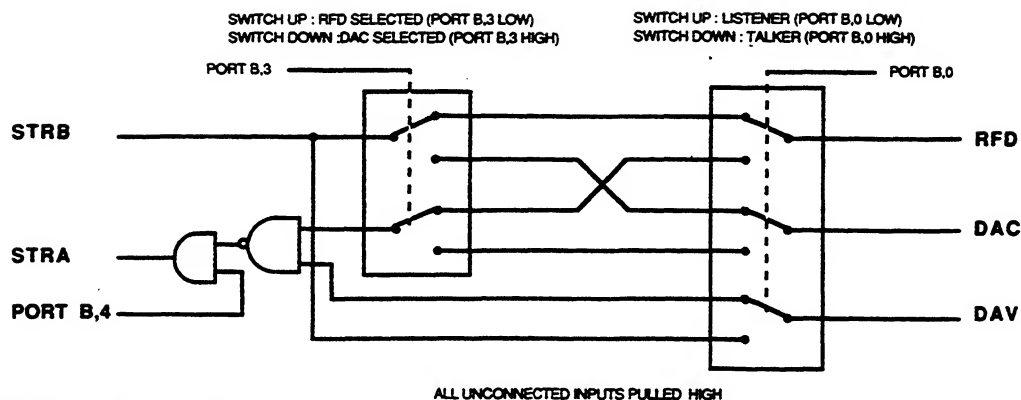 SWITCH UP : RFD SELECTED (PORT B,3 LOW)
SWITCH DOWN :DAC SELECTED (PORT B,3 HIGH)
SWITCH UP : LISTENER (PORT B,0 LOW)
SWITCH DOWN : TALKER (PORT B,0 HIGH)
PORT B,3
PORT B,0
STRB
RFD
DAC
STRA
PORT B,4
DAV
ALL UNCONNECTED INPUTS PULLED HIGH